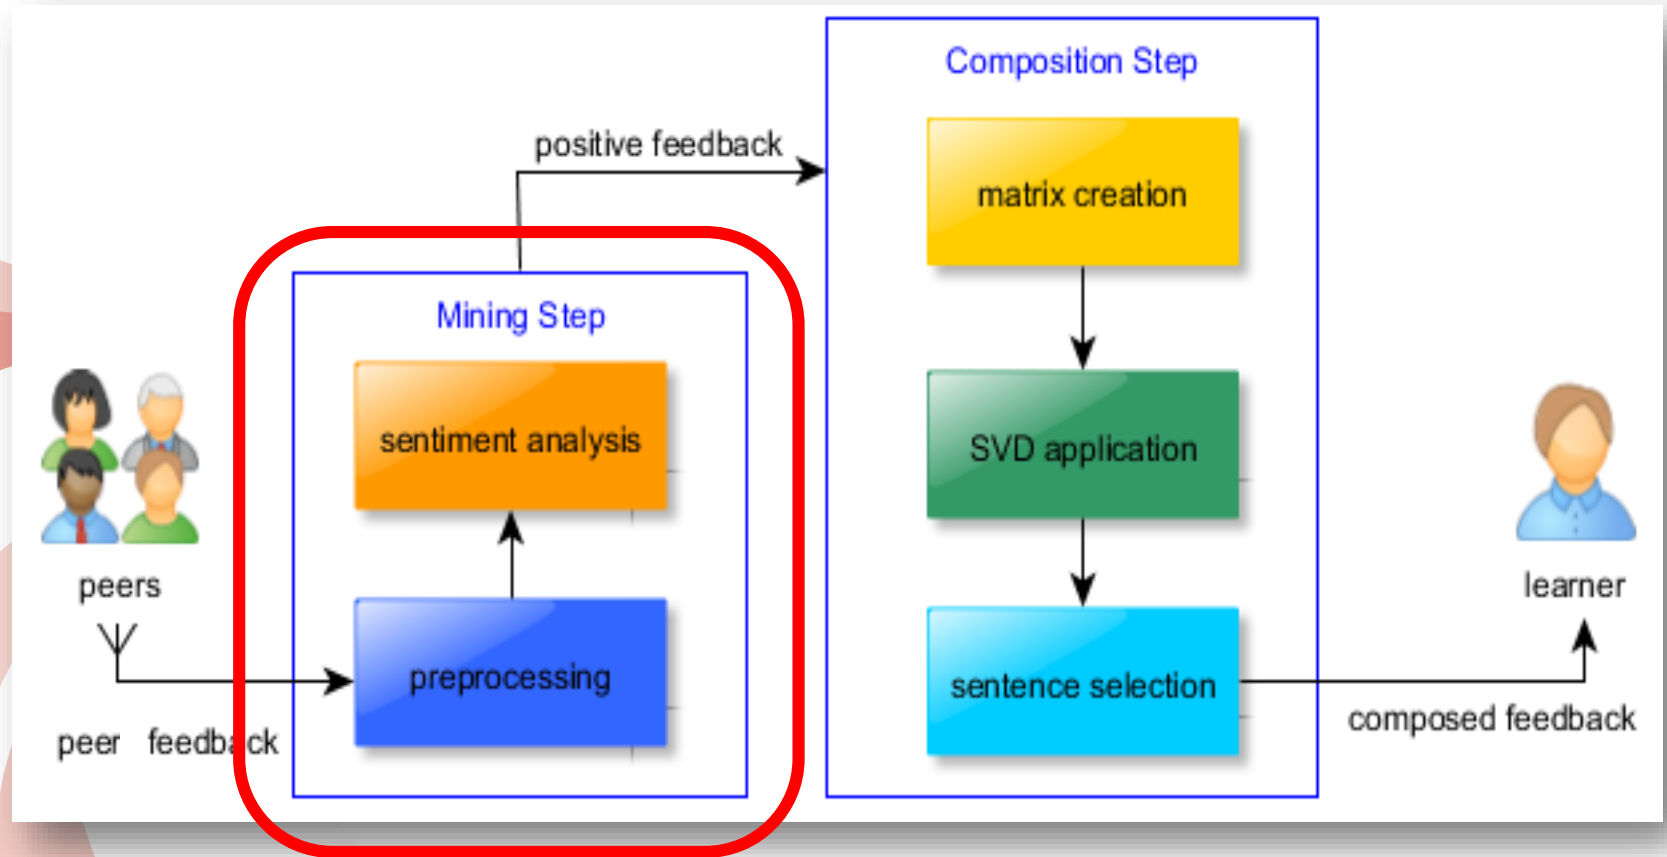 Composition Step
positive feedback
matrix creation
Mining Step
sentiment analysis
SVD application
peers
learner
preprocessing
sentence selection
composed feedback
peer feedback